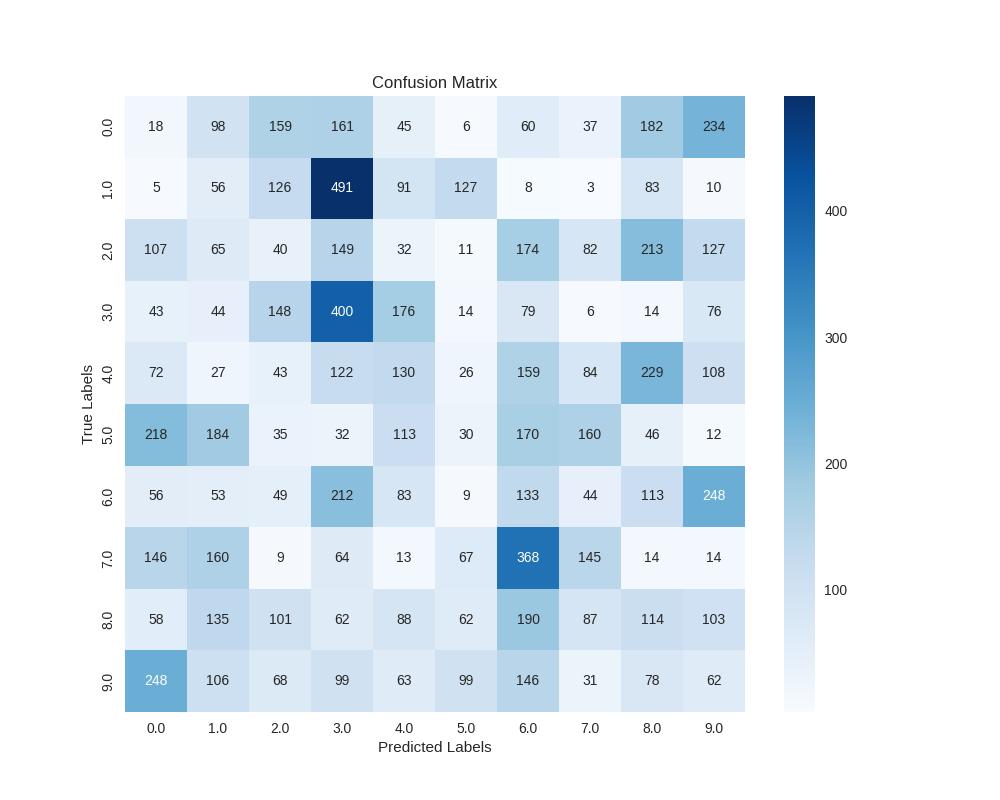 Confusion Matrix
0.0 18 98 159 161 45 6 60 37 182 234
1.0 5 56 126 491 91 127 8 3 83 10
2.0 107 65 40 149 32 11 174 82 213 127
3.0 43 44 148 400 176 14 79 6 14 76
4.0 72 27 43 122 130 26 159 84 229 108
5.0 218 184 35 32 113 30 170 160 46 12
6.0 56 53 49 212 83 9 133 44 113 248
7.0 146 160 9 64 13 67 368 145 14 14
8.0 58 135 101 62 88 62 190 87 114 103
9.0 248 106 68 99 63 99 146 31 78 62
0.0 1.0 2.0 3.0 4.0 5.0 6.0 7.0 8.0 9.0
Predicted Labels
True Labels
400
300
200
100